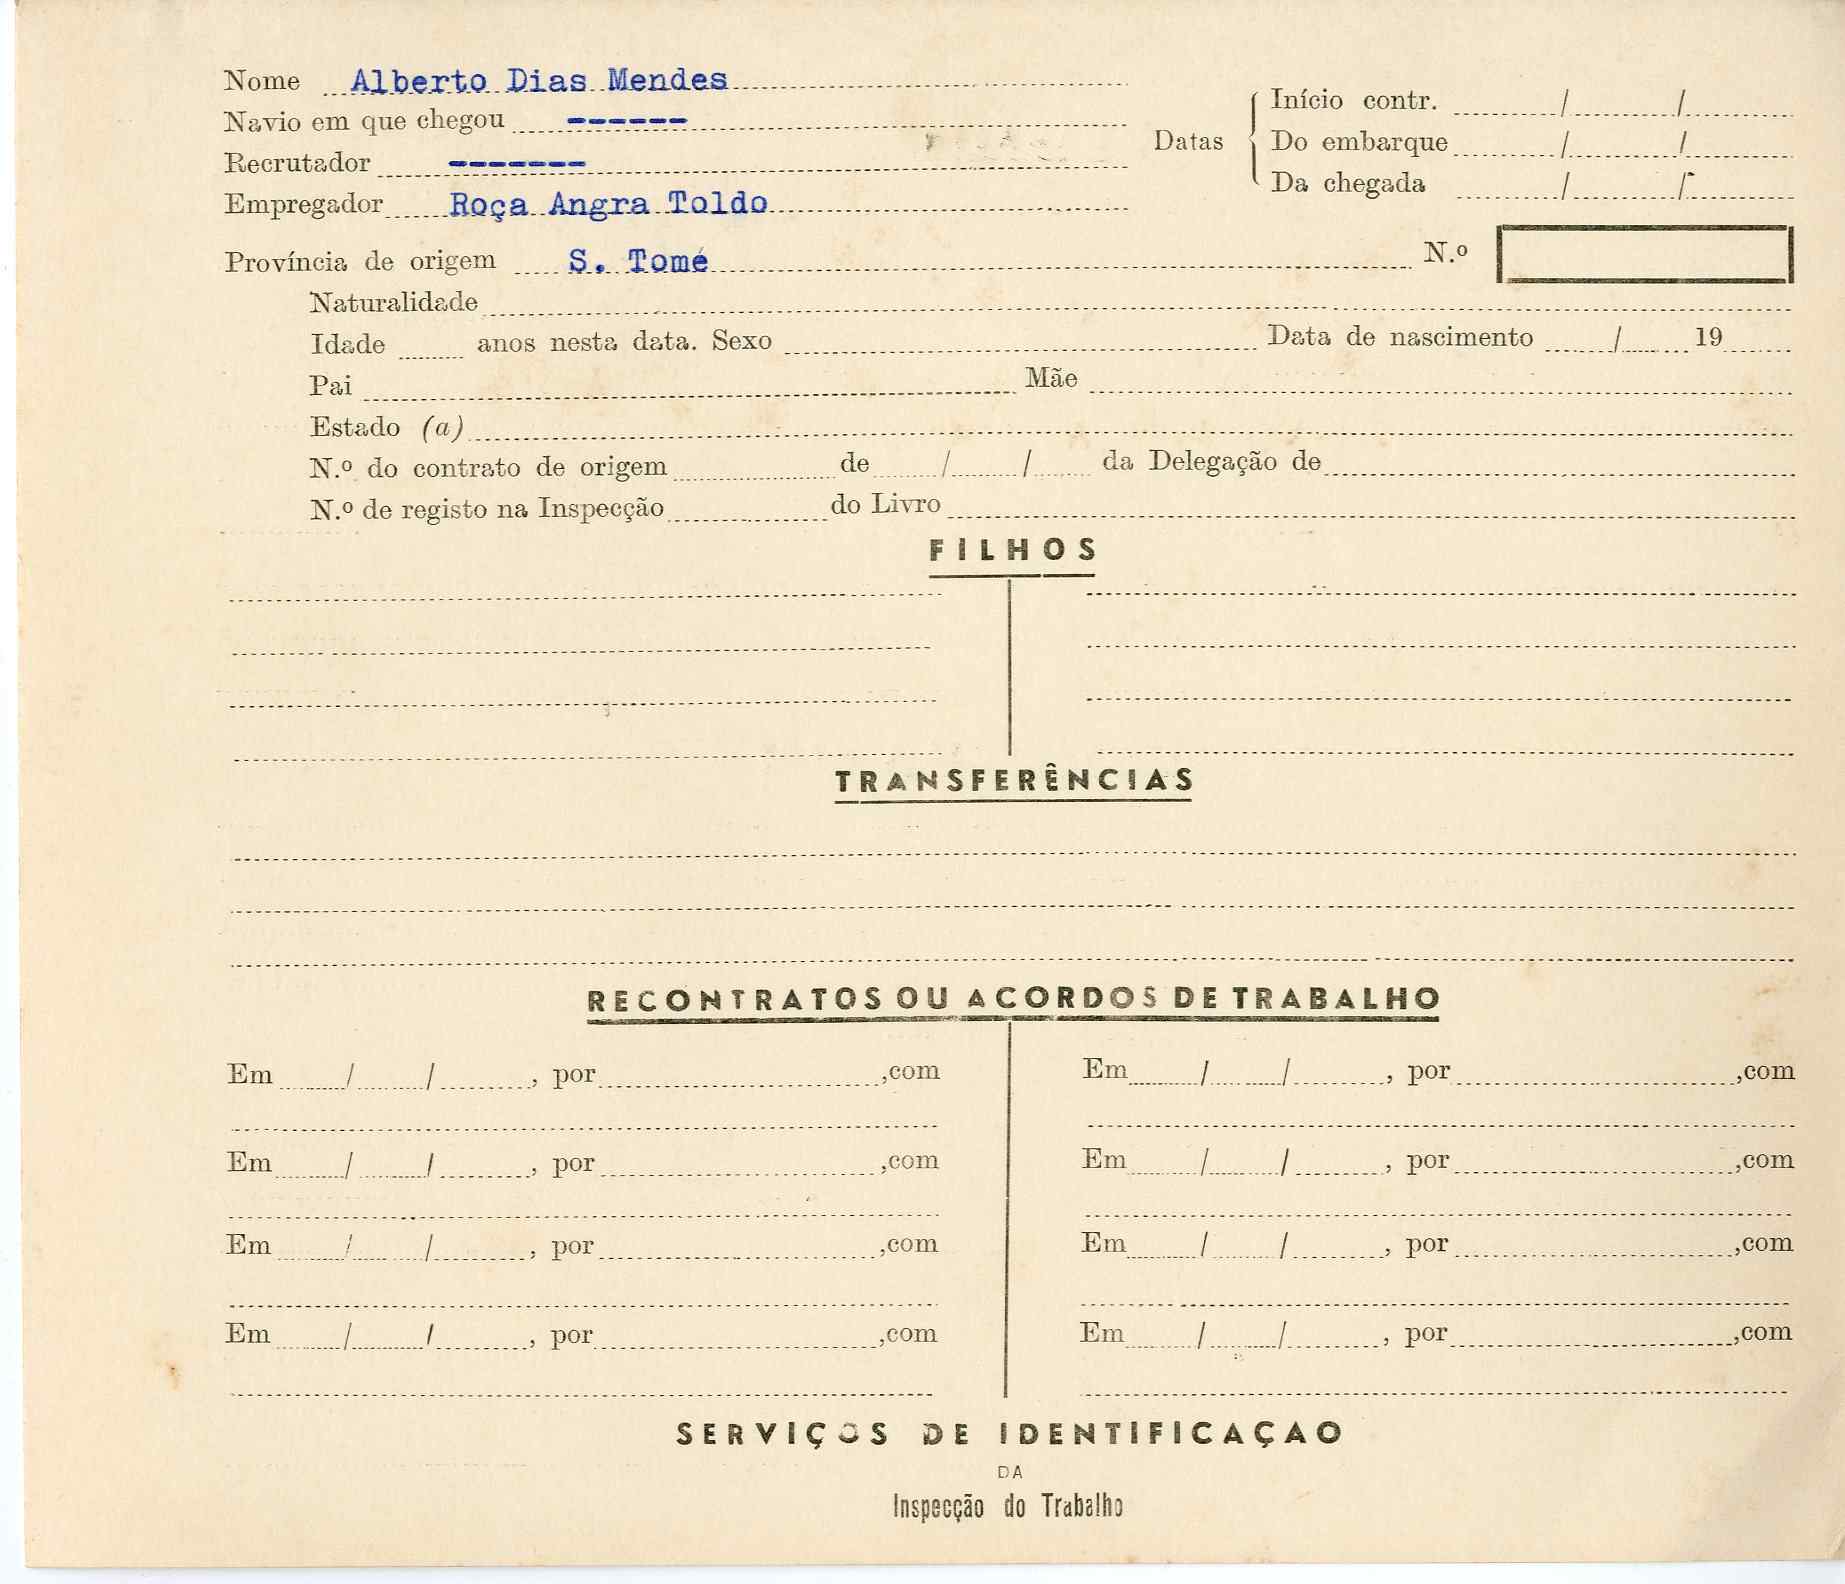 Nome Alberto Dias Mendes
Navio em que chegou ------
Recrutador -------
Empregador Roça Angra Toldo
Datas
Início contr. / /
Do embarque / /
Da chegada / /
Província de origem S. Tomé N.º
Naturalidade
Idade anos nesta data. Sexo Data de nascimento / 19
Pai Mãe
Estado (a)
N.º do contrato de origem de / / da Delegação de
N.º de registo na Inspecção do Livro
FILHOS
TRANSFERÊNCIAS
RECONTRATOS OU ACORDOS DE TRABALHO
Em / / , por ,com Em / / , por ,com
Em / / , por ,com Em / / , por ,com
Em / / , por ,com Em / / , por ,com
Em / / , por ,com Em / / , por ,com
SERVIÇOS DE IDENTIFICAÇAO
DA
Inspecção do Trabalho